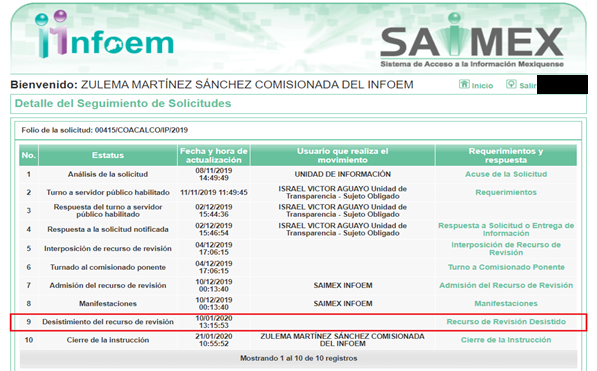 infoem
SAIMEX
Sistema de Acceso a la Información Mexiquense
Bienvenido: ZULEMA MARTÍNEZ SÁNCHEZ COMISIONADA DEL INFOEM
Inicio Salir
Detalle del Seguimiento de Solicitudes
Folio de la solicitud: 00415/COACALCO/IP/2019
No. Estatus Fecha y hora de actualización Usuario que realiza el movimiento Requerimientos y respuesta
1 Análisis de la solicitud 08/11/2019 14:49:49 UNIDAD DE INFORMACIÓN Acuse de la Solicitud
2 Turno a servidor público habilitado 11/11/2019 11:49:45 ISRAEL VICTOR AGUAYO Unidad de Transparencia - Sujeto Obligado Requerimientos
3 Respuesta del turno a servidor público habilitado 02/12/2019 15:44:36 ISRAEL VICTOR AGUAYO Unidad de Transparencia - Sujeto Obligado
4 Respuesta a la solicitud notificada 02/12/2019 15:46:54 ISRAEL VICTOR AGUAYO Unidad de Transparencia - Sujeto Obligado Respuesta a Solicitud o Entrega de Información
5 Interposición de recurso de revisión 04/12/2019 17:06:15 Interposición de Recurso de Revisión
6 Turnado al comisionado ponente 04/12/2019 17:06:15 Turno a Comisionado Ponente
7 Admisión del recurso de revisión 10/12/2019 00:13:40 SAIMEX INFOEM Admisión del Recurso de Revisión
8 Manifestaciones 10/12/2019 00:13:40 SAIMEX INFOEM Manifestaciones
9 Desistimiento del recurso de revisión 10/01/2020 13:15:53 Recurso de Revisión Desistido
10 Cierre de la instrucción 21/01/2020 10:55:52 ZULEMA MARTÍNEZ SÁNCHEZ COMISIONADA DEL INFOEM Cierre de la Instrucción
Mostrando 1 al 10 de 10 registros